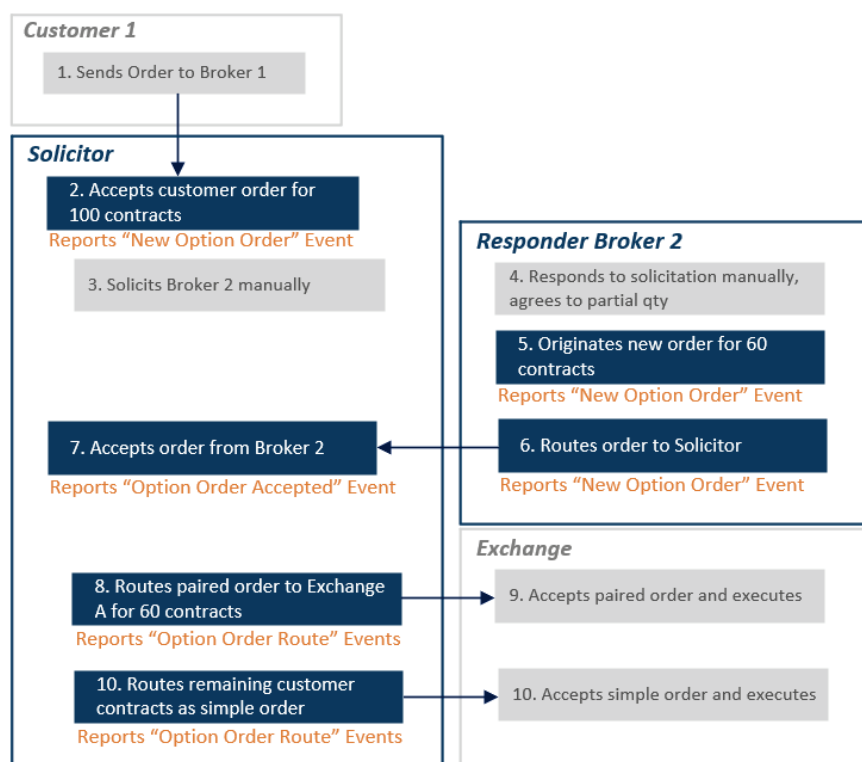 Customer 1
1. Sends Order to Broker 1
Solicitor
2. Accepts customer order for
100 contracts
Reports “New Option Order” Event
3. Solicits Broker 2 manually
Responder Broker 2
4. Responds to solicitation manually,
agrees to partial qty
5. Originates new order for 60
contracts
Reports “New Option Order” Event
6. Routes order to Solicitor
Reports “New Option Order” Event
7. Accepts order from Broker 2
Reports “Option Order Accepted” Event
8. Routes paired order to Exchange
A for 60 contracts
Reports “Option Order Route” Events
Exchange
9. Accepts paired order and executes
10. Routes remaining customer
contracts as simple order
Reports “Option Order Route” Events
10. Accepts simple order and executes